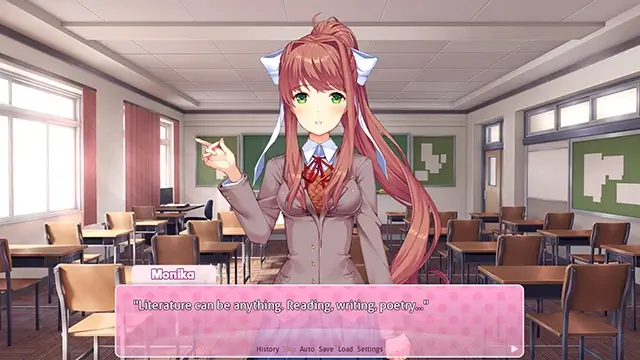 Monika
"Literature can be anything. Reading, writing, poetry..."
History Skip Auto Save Load Settings